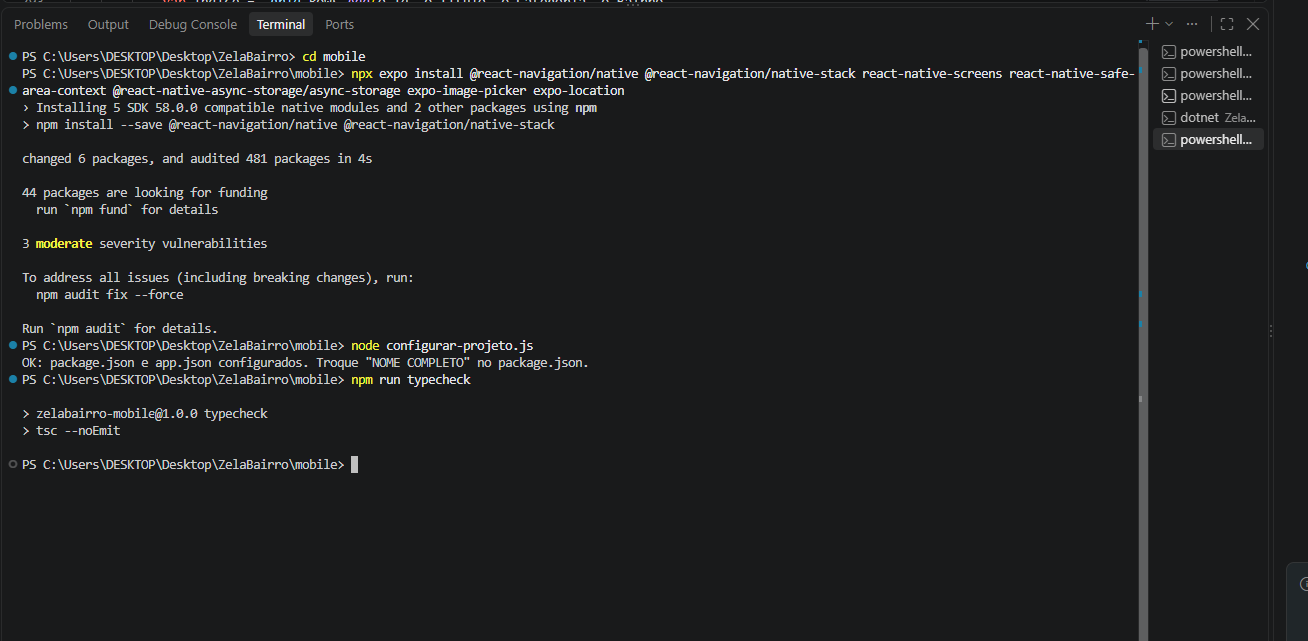 Problems Output Debug Console Terminal Ports
PS C:\Users\DESKTOP\Desktop\ZelaBairro> cd mobile
PS C:\Users\DESKTOP\Desktop\ZelaBairro\mobile> npx expo install @react-navigation/native @react-navigation/native-stack react-native-screens react-native-safe-
area-context @react-native-async-storage/async-storage expo-image-picker expo-location
› Installing 5 SDK 58.0.0 compatible native modules and 2 other packages using npm
> npm install --save @react-navigation/native @react-navigation/native-stack
changed 6 packages, and audited 481 packages in 4s
44 packages are looking for funding
run `npm fund` for details
3 moderate severity vulnerabilities
To address all issues (including breaking changes), run:
npm audit fix --force
Run `npm audit` for details.
PS C:\Users\DESKTOP\Desktop\ZelaBairro\mobile> node configurar-projeto.js
OK: package.json e app.json configurados. Troque "NOME COMPLETO" no package.json.
PS C:\Users\DESKTOP\Desktop\ZelaBairro\mobile> npm run typecheck
> zelabairro-mobile@1.0.0 typecheck
> tsc --noEmit
PS C:\Users\DESKTOP\Desktop\ZelaBairro\mobile>
powershell...
powershell...
powershell...
dotnet Zela...
powershell...